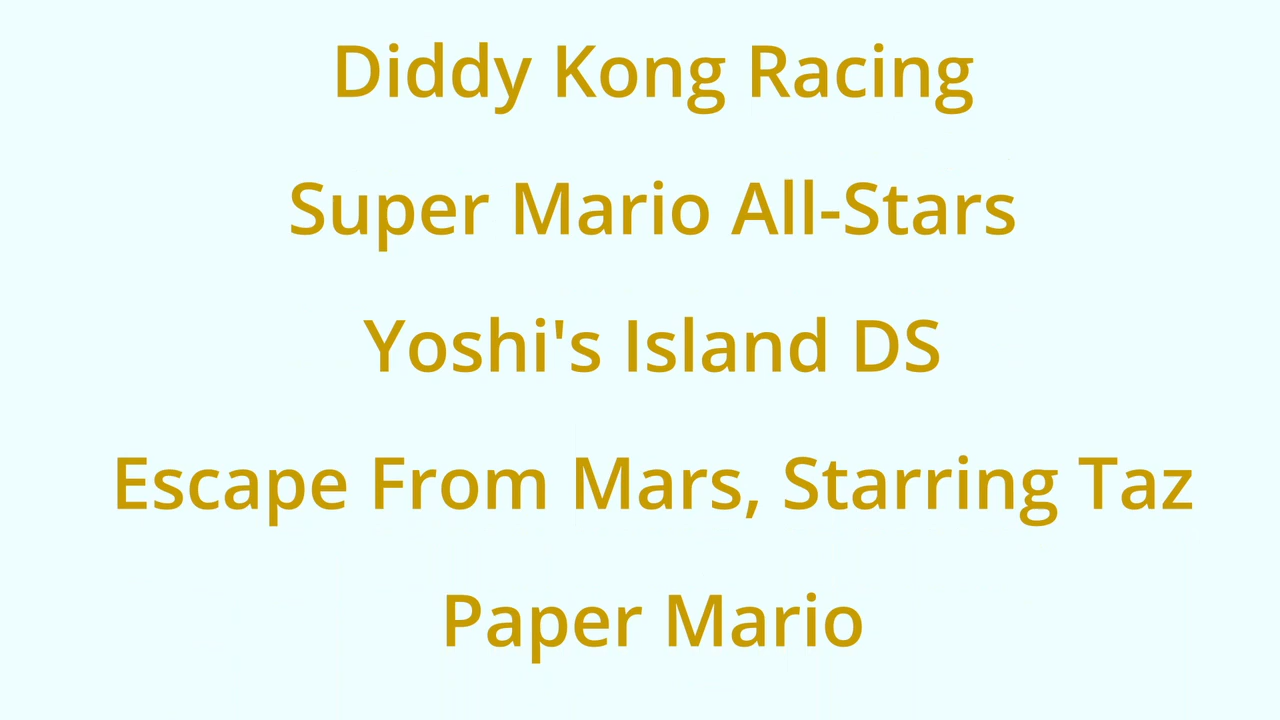 Diddy Kong Racing
Super Mario All-Stars
Yoshi's Island DS
Escape From Mars, Starring Taz
Paper Mario